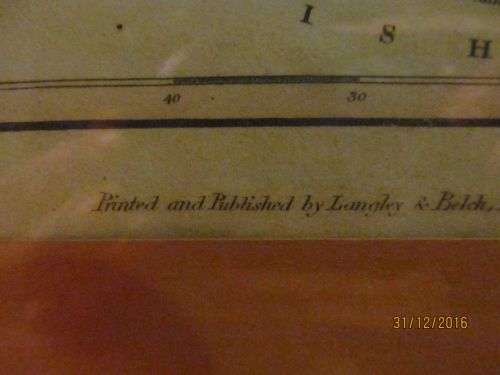 I S H
40 30
Printed and Published by Langley & Belch,
31/12/2016